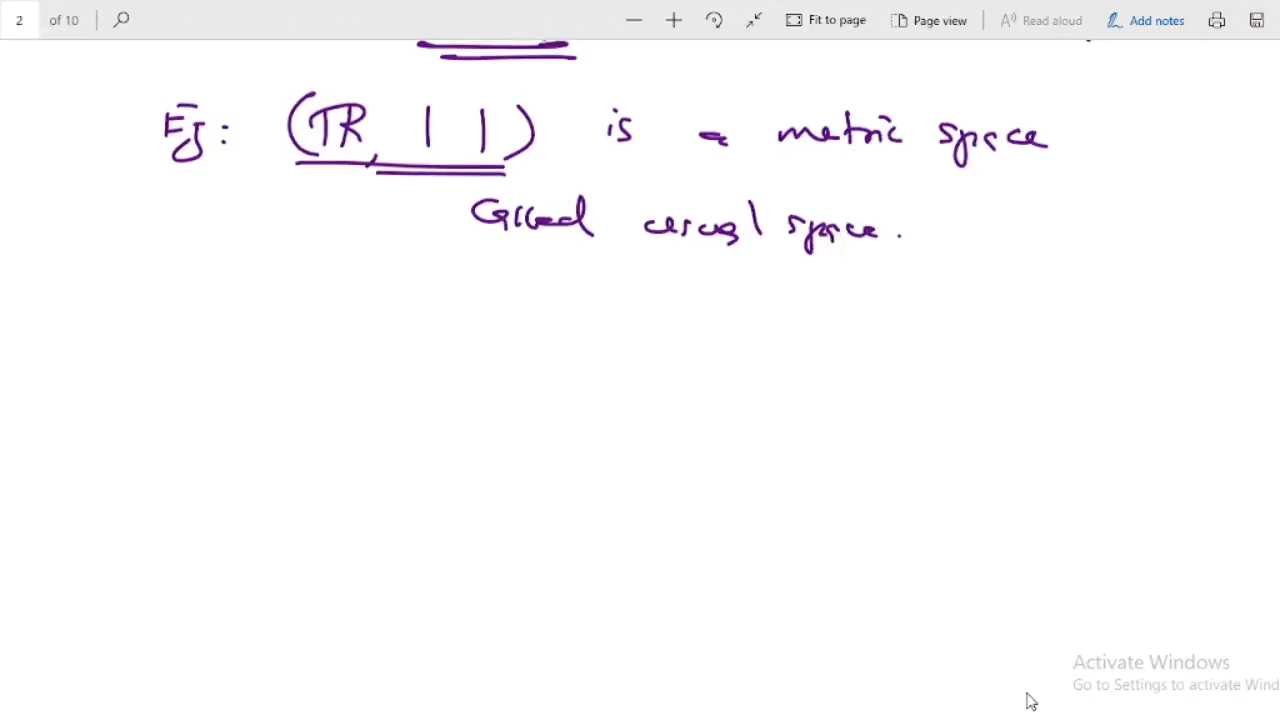 2 of 10 Fit to page Page view Read aloud Add notes
Eg: (ℝ, | |) is a metric space
Called usual space.
Activate Windows
Go to Settings to activate Wind